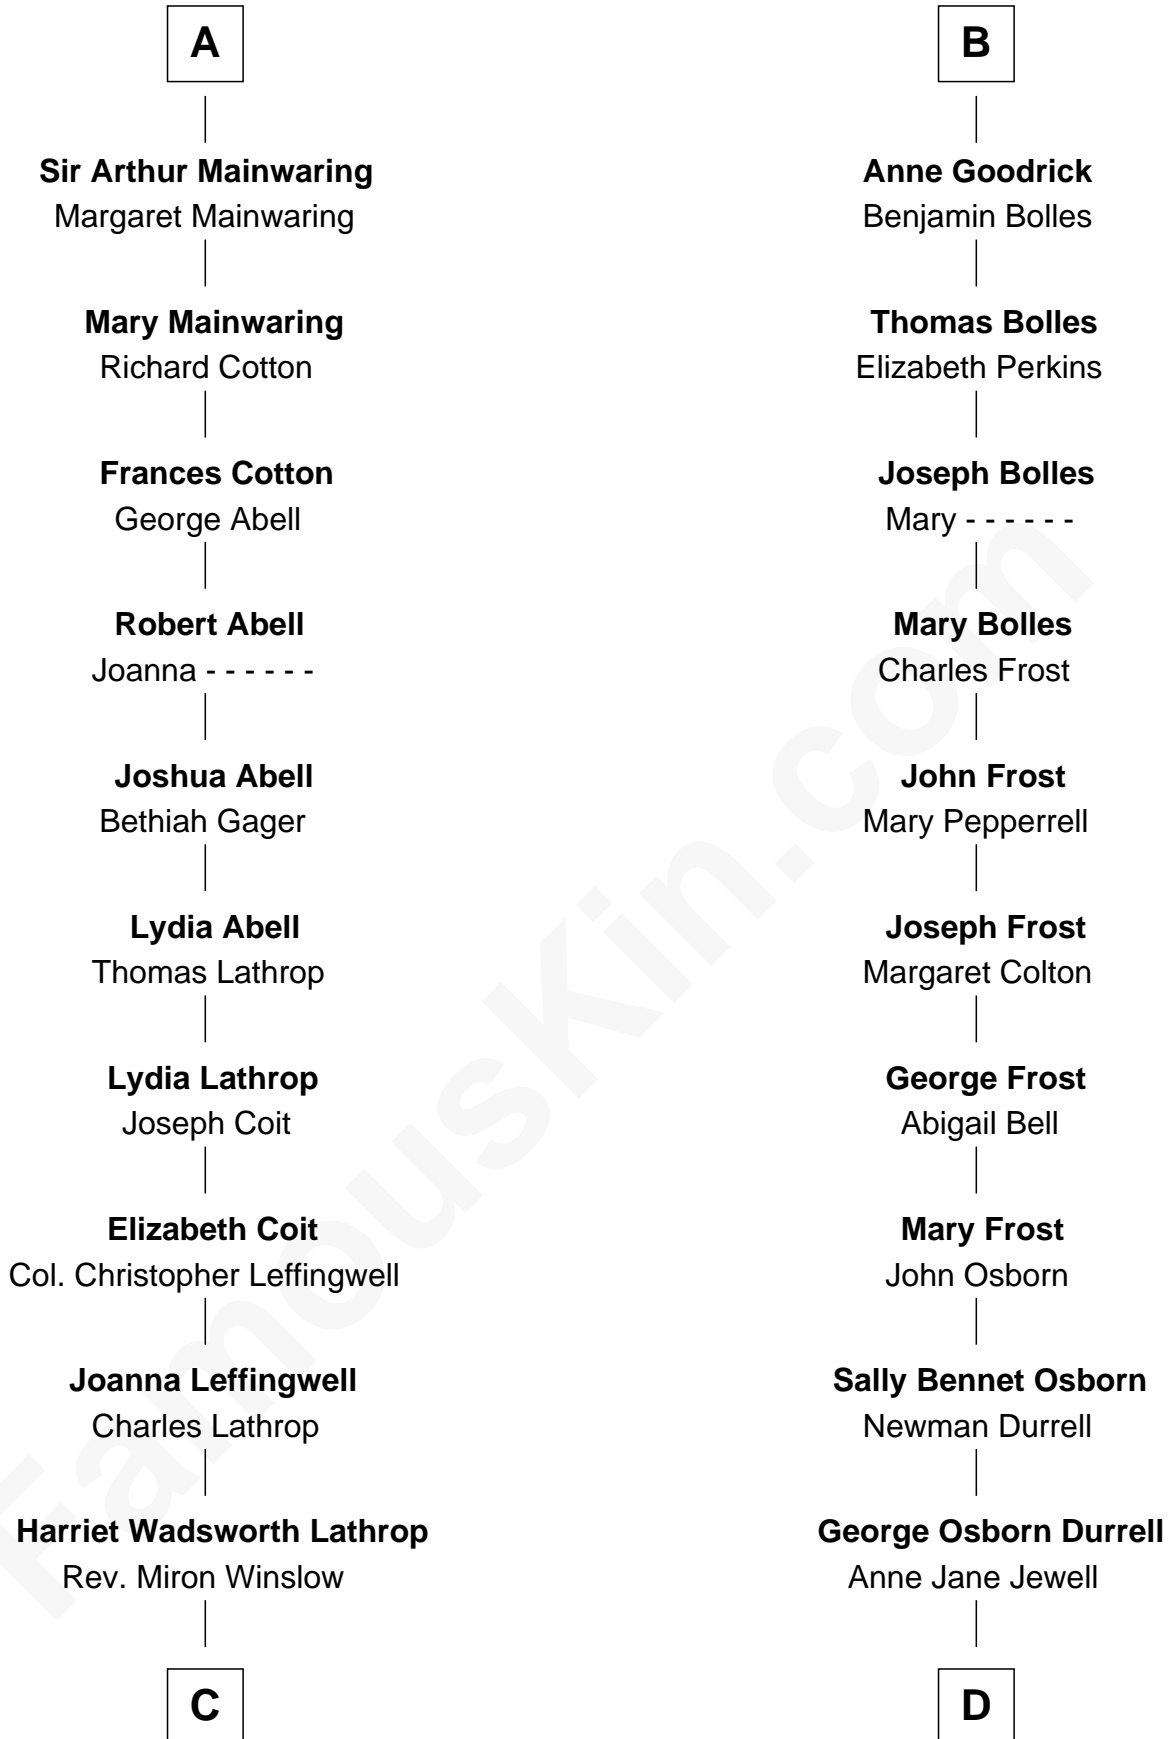 A
Sir Arthur Mainwaring
Margaret Mainwaring
Mary Mainwaring
Richard Cotton
Frances Cotton
George Abell
Robert Abell
Joanna - - - - - -
Joshua Abell
Bethiah Gager
Lydia Abell
Thomas Lathrop
Lydia Lathrop
Joseph Coit
Elizabeth Coit
Col. Christopher Leffingwell
Joanna Leffingwell
Charles Lathrop
Harriet Wadsworth Lathrop
Rev. Miron Winslow
C
B
Anne Goodrick
Benjamin Bolles
Thomas Bolles
Elizabeth Perkins
Joseph Bolles
Mary - - - - - -
Mary Bolles
Charles Frost
John Frost
Mary Pepperrell
Joseph Frost
Margaret Colton
George Frost
Abigail Bell
Mary Frost
John Osborn
Sally Bennet Osborn
Newman Durrell
George Osborn Durrell
Anne Jane Jewell
D
FamousKin.com